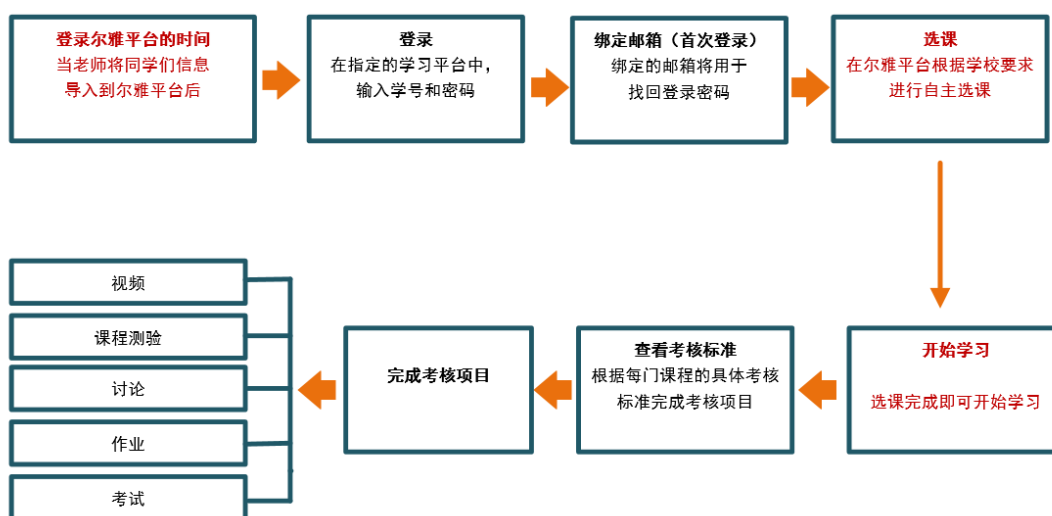 登录尔雅平台的时间
当老师将同学们信息
导入到尔雅平台后
登录
在指定的学习平台中，
输入学号和密码
绑定邮箱（首次登录）
绑定的邮箱将用于
找回登录密码
选课
在尔雅平台根据学校要求
进行自主选课
开始学习
选课完成即可开始学习
查看考核标准
根据每门课程的具体考核
标准完成考核项目
完成考核项目
视频
课程测验
讨论
作业
考试